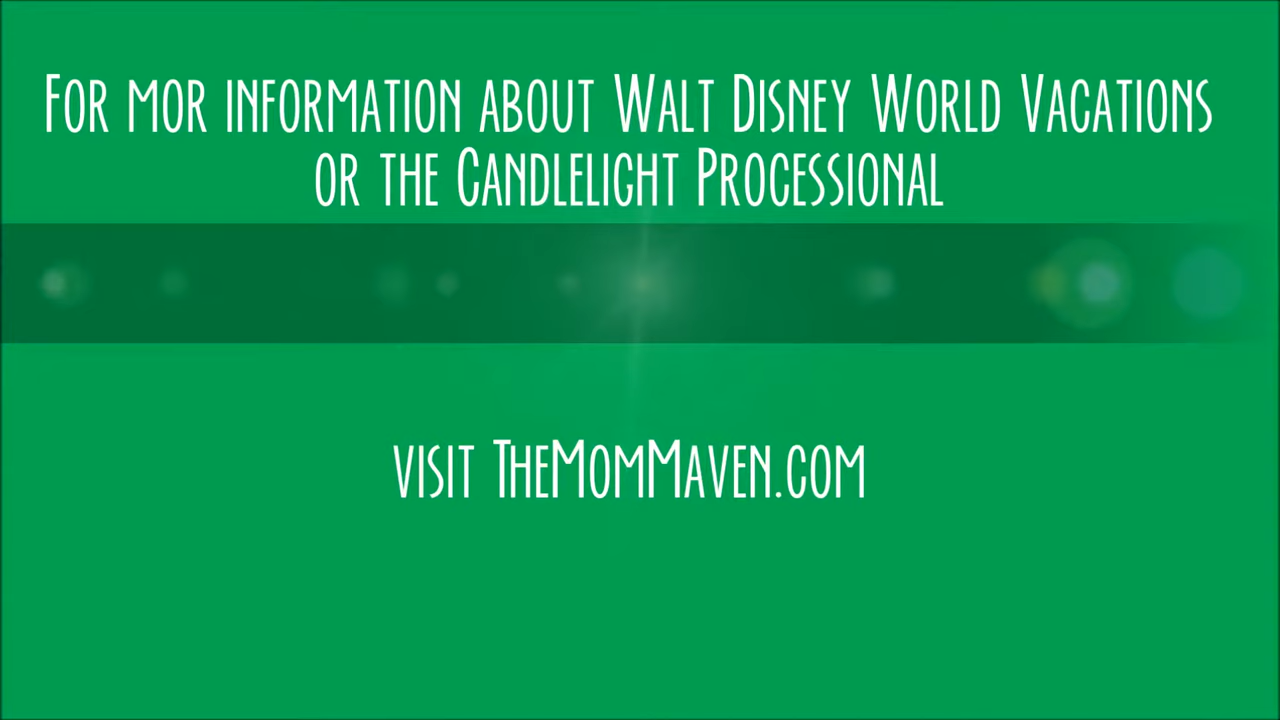 For mor information about Walt Disney World Vacations
or the Candlelight Processional
visit TheMomMaven.com